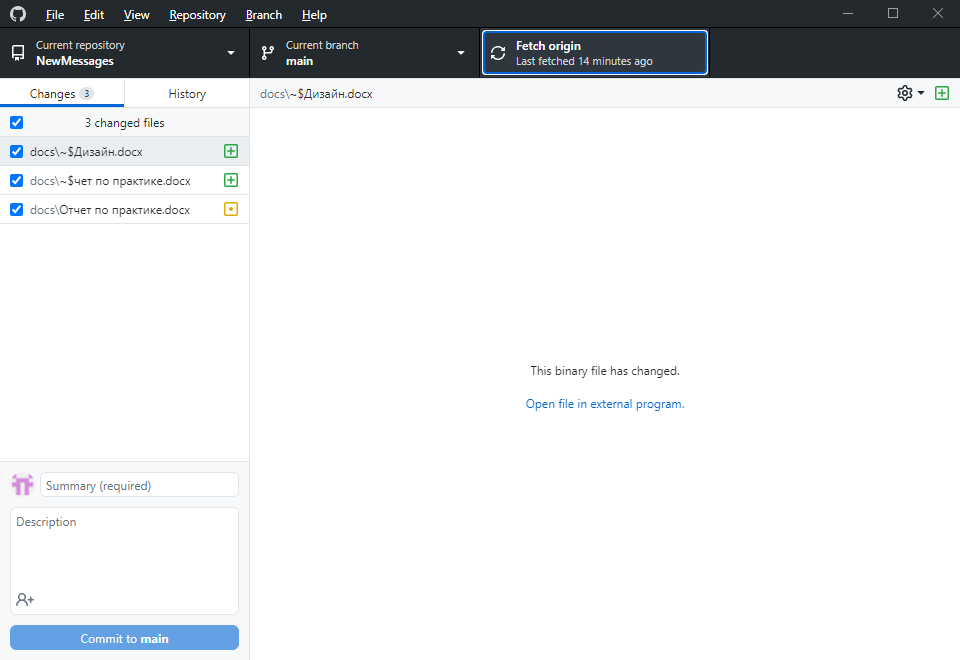 File Edit View Repository Branch Help
Current repository
NewMessages
Current branch
main
Fetch origin
Last fetched 14 minutes ago
Changes 3
History
docs\~$Дизайн.docx
3 changed files
docs\~$Дизайн.docx
docs\~$чет по практике.docx
docs\Отчет по практике.docx
This binary file has changed.
Open file in external program.
Summary (required)
Description
Commit to main